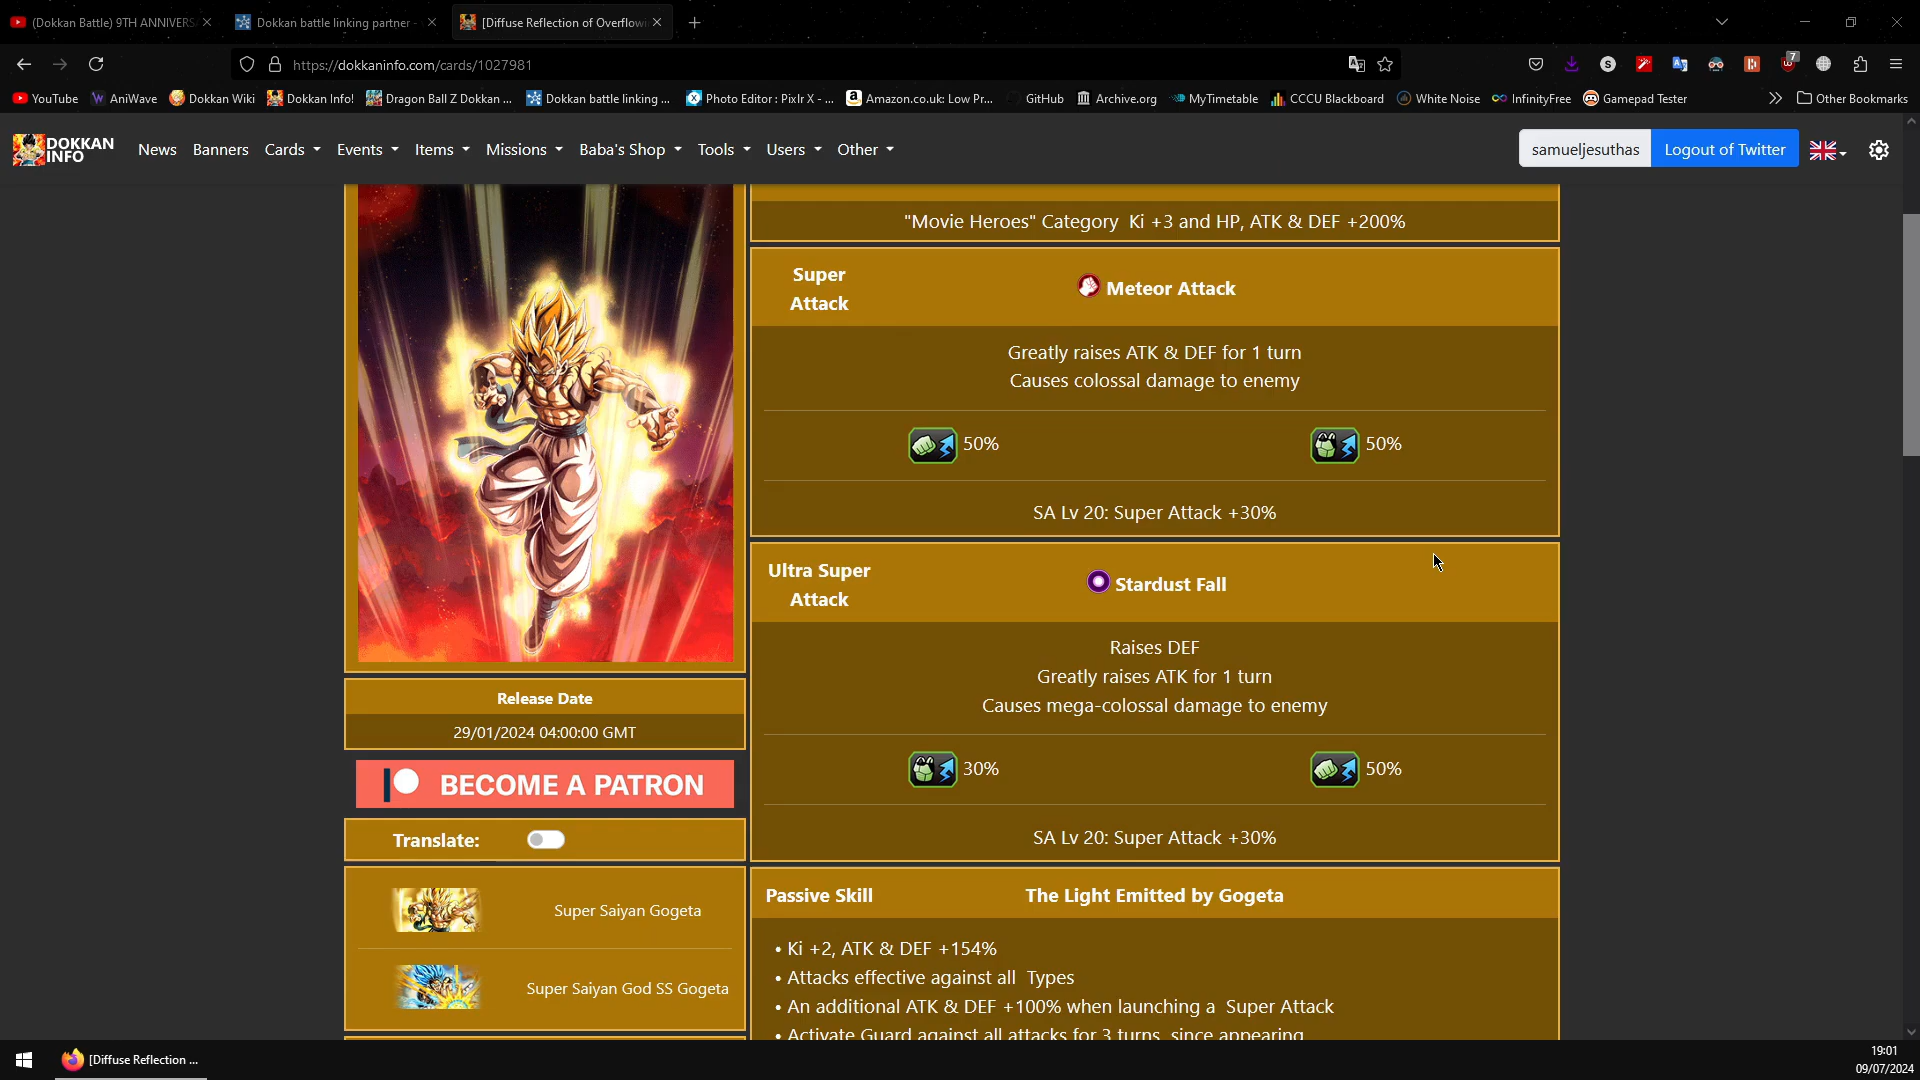 (Dokkan Battle) 9TH ANNIVERS
Dokkan battle linking partner -
[Diffuse Reflection of Overflowi
https://dokkaninfo.com/cards/1027981
S
7
YouTube
AniWave
Dokkan Wiki
Dokkan Info!
Dragon Ball Z Dokkan ...
Dokkan battle linking ...
Photo Editor : Pixlr X - ...
Amazon.co.uk: Low Pr...
GitHub
Archive.org
MyTimetable
CCCU Blackboard
White Noise
InfinityFree
Gamepad Tester
Other Bookmarks
DOKKAN
INFO
News
Banners
Cards
Events
Items
Missions
Baba's Shop
Tools
Users
Other
samueljesuthas
Logout of Twitter
"Movie Heroes" Category Ki +3 and HP, ATK & DEF +200%
Super
Attack
Meteor Attack
Greatly raises ATK & DEF for 1 turn
Causes colossal damage to enemy
50%
50%
SA Lv 20: Super Attack +30%
Ultra Super
Attack
Stardust Fall
Raises DEF
Greatly raises ATK for 1 turn
Causes mega-colossal damage to enemy
30%
50%
SA Lv 20: Super Attack +30%
Passive Skill
The Light Emitted by Gogeta
• Ki +2, ATK & DEF +154%
• Attacks effective against all Types
• An additional ATK & DEF +100% when launching a Super Attack
• Activate Guard against all attacks for 3 turns, since appearing
Release Date
29/01/2024 04:00:00 GMT
BECOME A PATRON
Translate:
Super Saiyan Gogeta
Super Saiyan God SS Gogeta
[Diffuse Reflection ...
19:01
09/07/2024